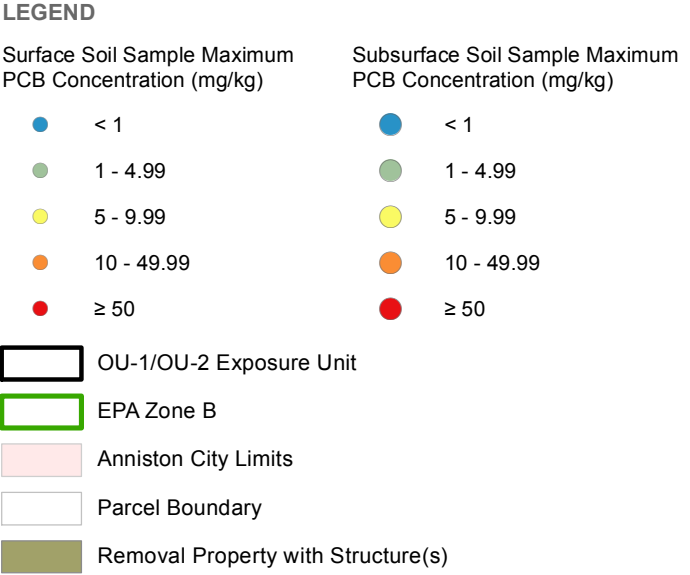 LEGEND
Surface Soil Sample Maximum
PCB Concentration (mg/kg)
< 1
1 - 4.99
5 - 9.99
10 - 49.99
≥ 50
Subsurface Soil Sample Maximum
PCB Concentration (mg/kg)
< 1
1 - 4.99
5 - 9.99
10 - 49.99
≥ 50
OU-1/OU-2 Exposure Unit
EPA Zone B
Anniston City Limits
Parcel Boundary
Removal Property with Structure(s)